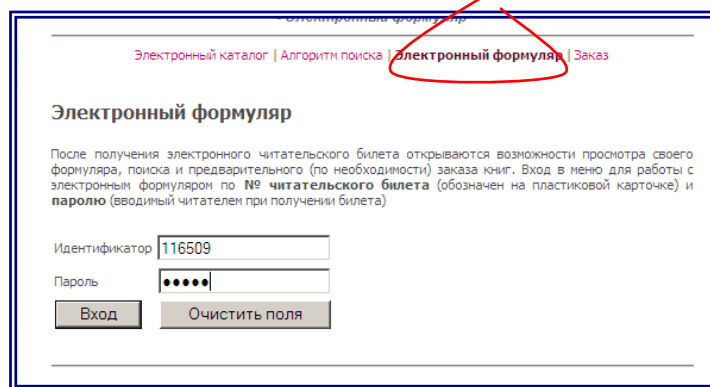 - Электронный формуляр
Электронный каталог | Алгоритм поиска | Электронный формуляр | Заказ
Электронный формуляр
После получения электронного читательского билета открываются возможности просмотра своего
формуляра, поиска и предварительного (по необходимости) заказа книг. Вход в меню для работы с
электронным формуляром по № читательского билета (обозначен на пластиковой карточке) и
паролю (вводимый читателем при получении билета)
Идентификатор 116509
Пароль •••••
Вход Очистить поля